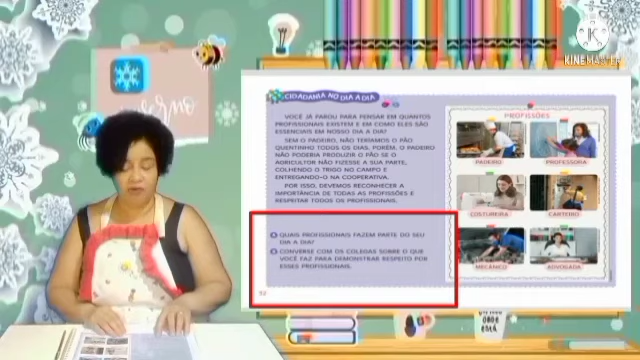 KINEMASTER
CIDADANIA NO DIA A DIA
VOCÊ JÁ PAROU PARA PENSAR EM QUANTOS
PROFISSIONAIS EXISTEM E EM COMO ELES SÃO
ESSENCIAIS EM NOSSO DIA A DIA?
SEM O PADEIRO, NÃO TERÍAMOS O PÃO
QUENTINHO TODOS OS DIAS. PORÉM, O PADEIRO
NÃO PODERIA PRODUZIR O PÃO SE O
AGRICULTOR NÃO FIZESSE A SUA PARTE,
COLHENDO O TRIGO NO CAMPO E
ENTREGANDO-O NA COOPERATIVA.
POR ISSO, DEVEMOS RECONHECER A
IMPORTÂNCIA DE TODAS AS PROFISSÕES E
RESPEITAR TODOS OS PROFISSIONAIS.
QUAIS PROFISSIONAIS FAZEM PARTE DO SEU
DIA A DIA?
CONVERSE COM OS COLEGAS SOBRE O QUE
VOCÊ FAZ PARA DEMONSTRAR RESPEITO POR
ESSES PROFISSIONAIS.
PROFISSÕES
PADEIRO
PROFESSORA
COSTUREIRA
CARTEIRO
MECÂNICO
ADVOGADA